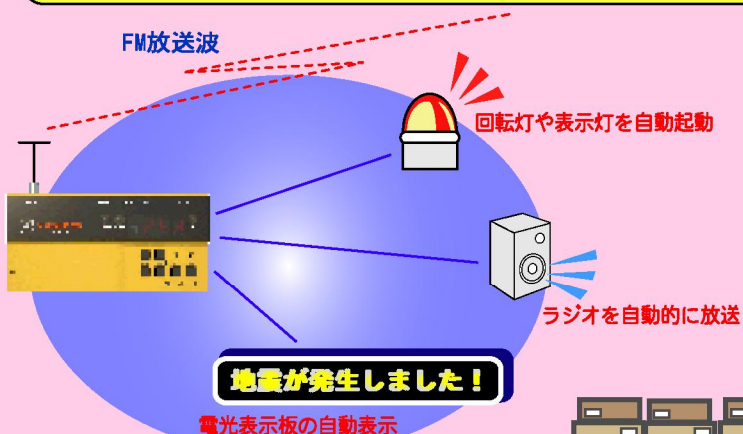 FM放送波
回転灯や表示灯を自動起動
ラジオを自動的に放送
地震が発生しました！
電光表示板の自動表示